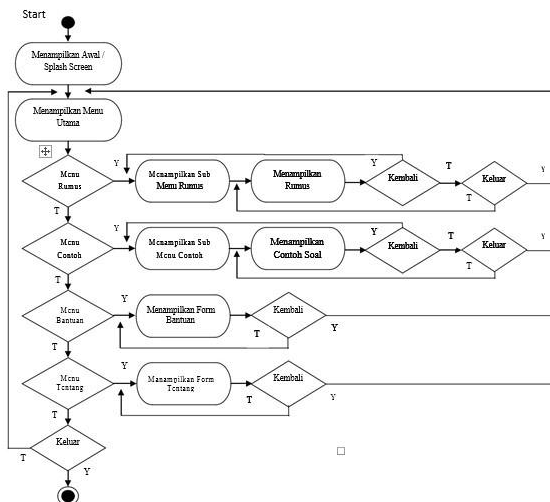 Start
Menampilkan Awal /
Splash Screen
Menampilkan Menu
Utama
Menu
Rumus
Y
T
Menampilkan Sub
Menu Rumus
Menampilkan
Rumus
Y
Kembali
T
Keluar
T
Y
Menu
Contoh
Y
T
Menampilkan Sub
Menu Contoh
Menampilkan
Contoh Soal
Y
Kembali
T
Keluar
T
Y
Menu
Bantuan
Y
T
Menampilkan Form
Bantuan
Kembali
T
Y
Menu
Tentang
Y
T
Manampilkan Form
Tentang
Kembali
T
Y
Keluar
T
Y